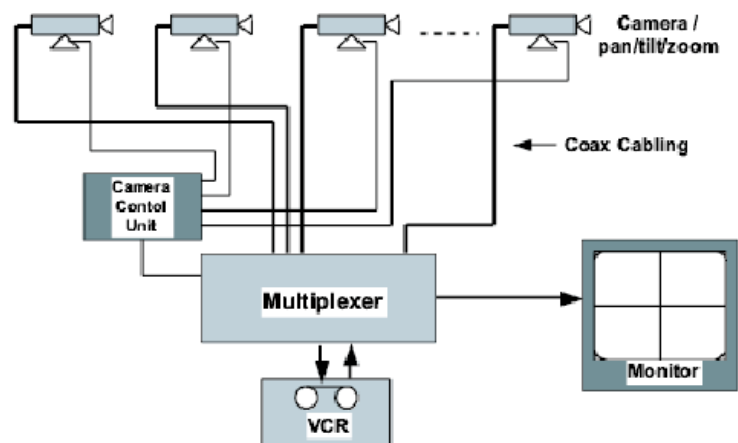 Camera /
pan/tilt/zoom
Coax Cabling
Camera
Contol
Unit
Multiplexer
Monitor
VCR